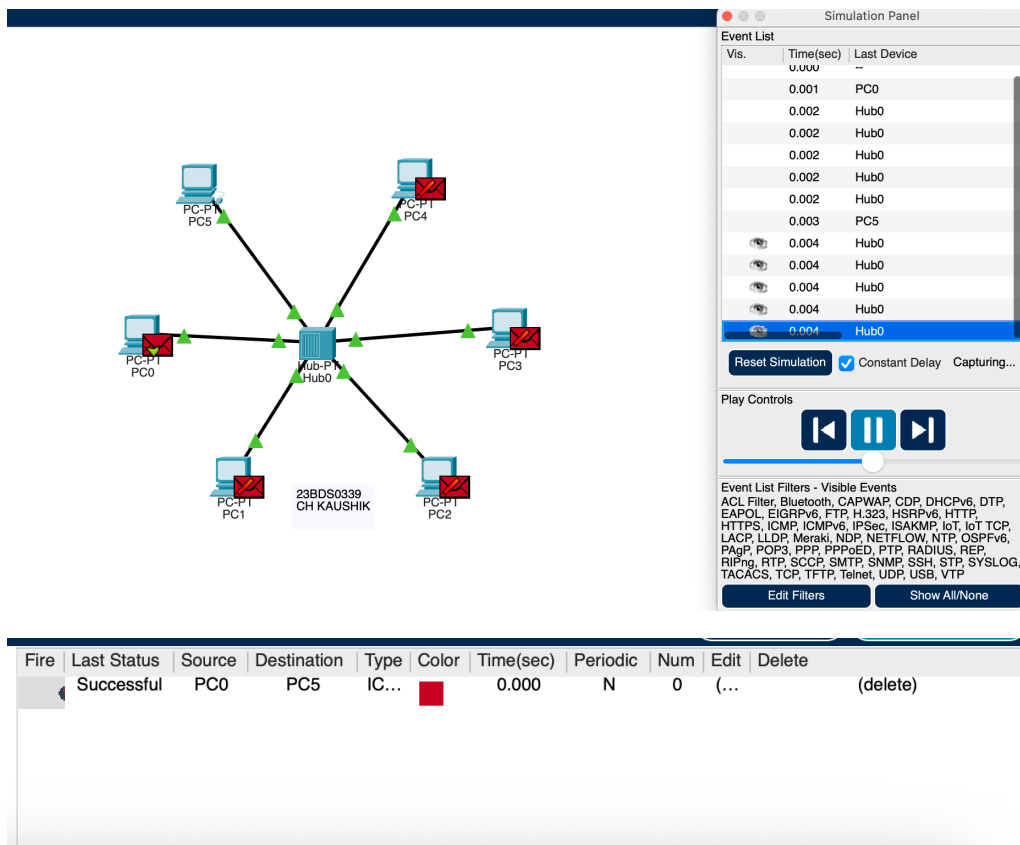 Simulation Panel
Event List
Vis. Time(sec) Last Device
0.000 --
0.001 PC0
0.002 Hub0
0.002 Hub0
0.002 Hub0
0.002 Hub0
0.002 Hub0
0.003 PC5
0.004 Hub0
0.004 Hub0
0.004 Hub0
0.004 Hub0
0.004 Hub0
Reset Simulation Constant Delay Capturing...
Play Controls
Event List Filters - Visible Events
ACL Filter, Bluetooth, CAPWAP, CDP, DHCPv6, DTP,
EAPOL, EIGRPv6, FTP, H.323, HSRPv6, HTTP,
HTTPS, ICMP, ICMPv6, IPSec, ISAKMP, IoT, IoT TCP,
LACP, LLDP, Meraki, NDP, NETFLOW, NTP, OSPFv6,
PAgP, POP3, PPP, PPPoED, PTP, RADIUS, REP,
RIPng, RTP, SCCP, SMTP, SNMP, SSH, STP, SYSLOG,
TACACS, TCP, TFTP, Telnet, UDP, USB, VTP
Edit Filters Show All/None
PC-PT
PC5
PC-PT
PC4
PC-PT
PC0
Hub-PT
Hub0
PC-PT
PC3
PC-PT
PC1
23BDS0339
CH KAUSHIK
PC-PT
PC2
Fire Last Status Source Destination Type Color Time(sec) Periodic Num Edit Delete
Successful PC0 PC5 IC... 0.000 N 0 (... (delete)